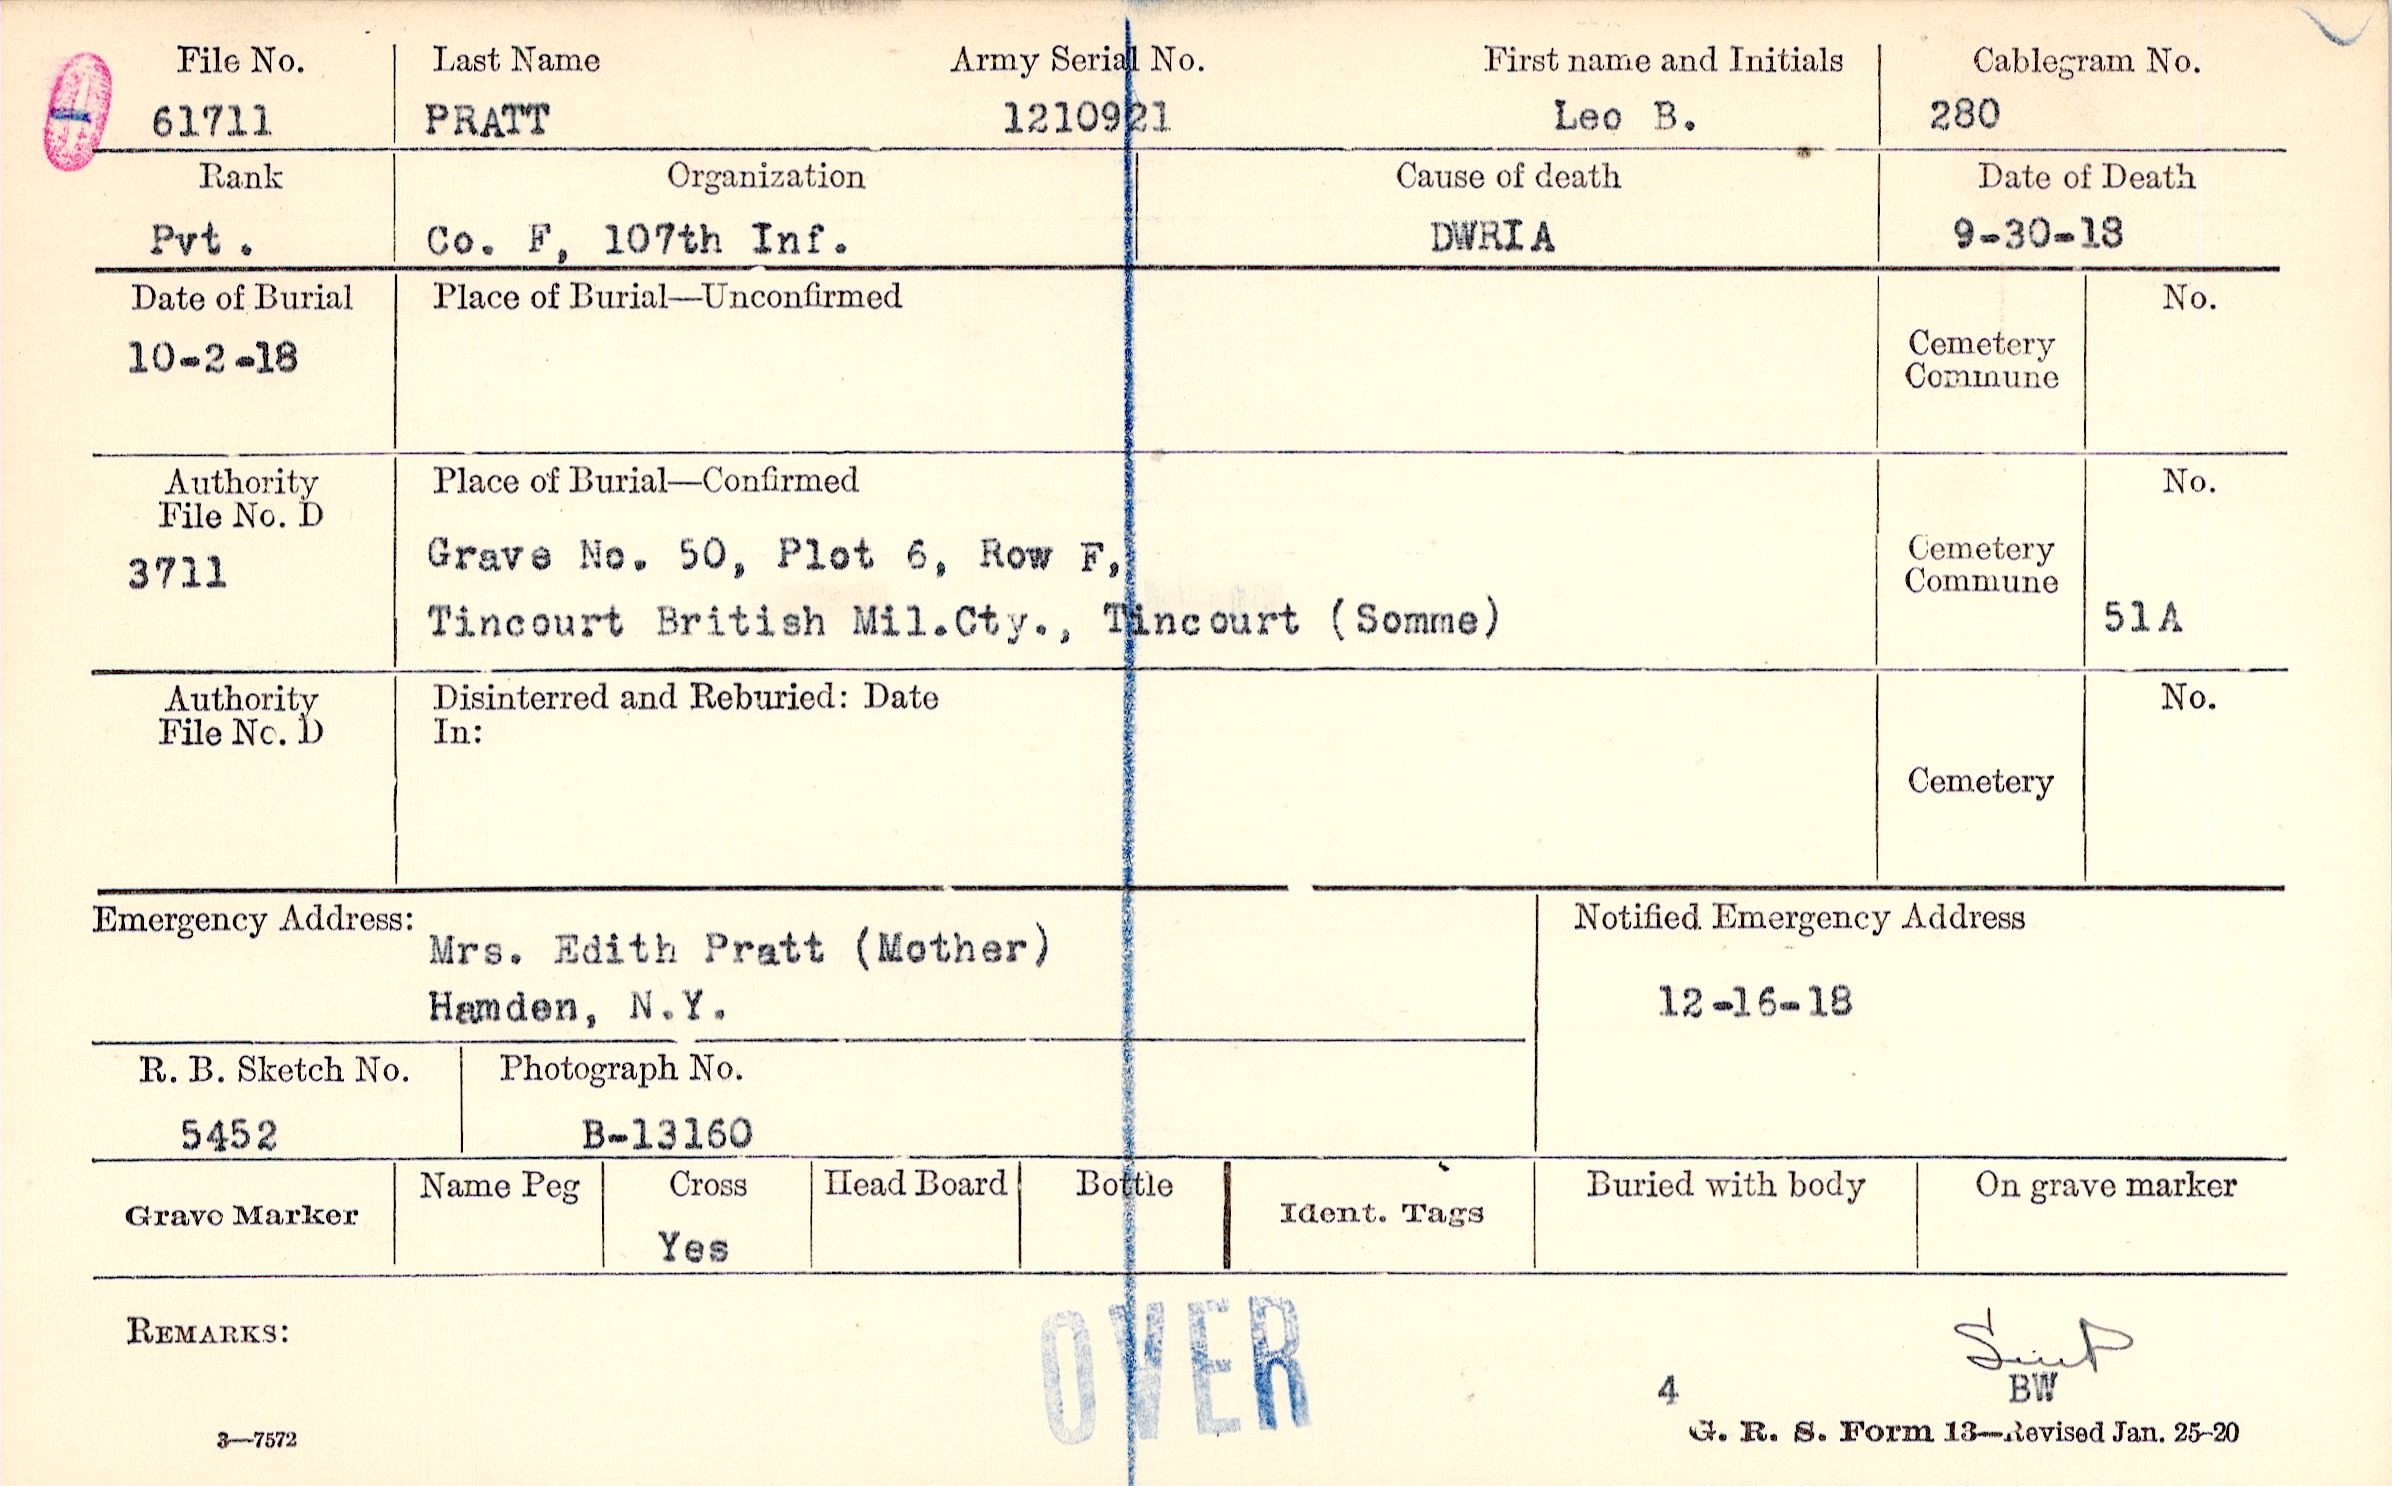 File No. Last Name Army Serial No. First name and Initials Cablegram No.
61711 PRATT 1210921 Leo B. 280
Rank Organization Cause of death Date of Death
Pvt. Co. F, 107th Inf. DWRIA 9-30-18
Date of Burial Place of Burial—Unconfirmed No.
10-2-18
Cemetery
Commune
Authority Place of Burial—Confirmed No.
File No. D
3711 Grave No. 50, Plot 6, Row F,
Cemetery
Commune
Tincourt British Mil.Cty., Tincourt (Somme) 51A
Authority Disinterred and Reburied: Date No.
File No. D In:
Cemetery
Emergency Address: Notified Emergency Address
Mrs. Edith Pratt (Mother)
Hamden, N.Y. 12-16-18
R. B. Sketch No. Photograph No.
5452 B-13160
Grave Marker Name Peg Cross Head Board Bottle Ident. Tags Buried with body On grave marker
Yes
REMARKS:
OVER
4 BW
3—7572 G. R. S. Form 13—Revised Jan. 25-20